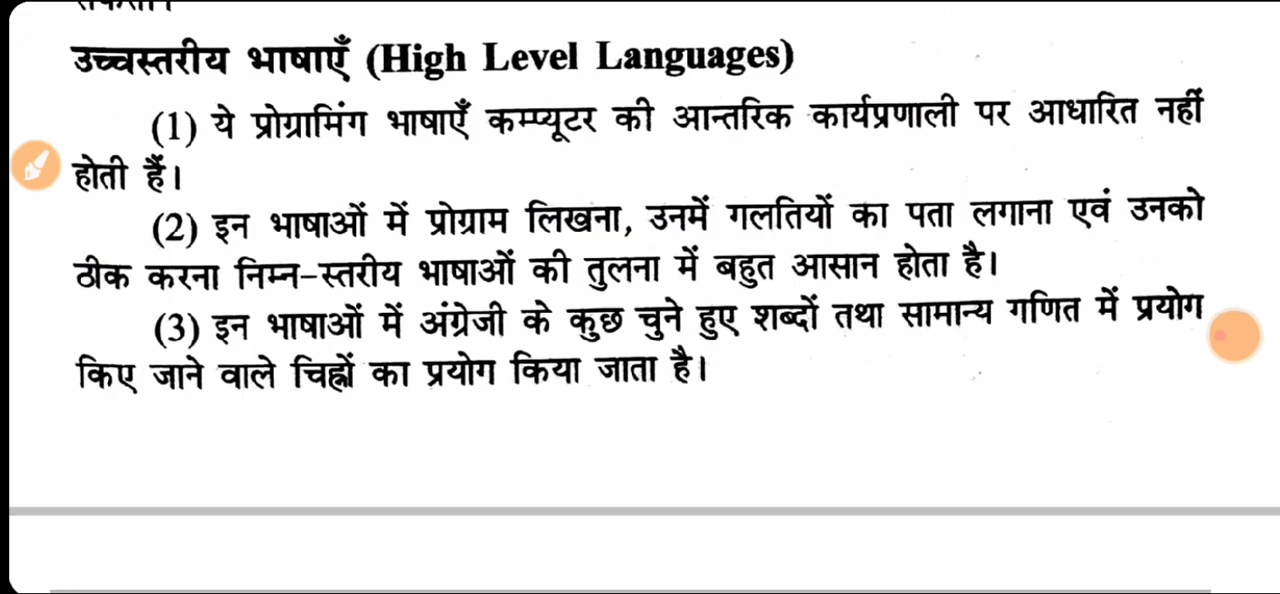 उच्चस्तरीय भाषाएँ (High Level Languages)
(1) ये प्रोग्रामिंग भाषाएँ कम्प्यूटर की आन्तरिक कार्यप्रणाली पर आधारित नहीं
होती हैं।
(2) इन भाषाओं में प्रोग्राम लिखना, उनमें गलतियों का पता लगाना एवं उनको
ठीक करना निम्न-स्तरीय भाषाओं की तुलना में बहुत आसान होता है।
(3) इन भाषाओं में अंग्रेजी के कुछ चुने हुए शब्दों तथा सामान्य गणित में प्रयोग
किए जाने वाले चिह्नों का प्रयोग किया जाता है।